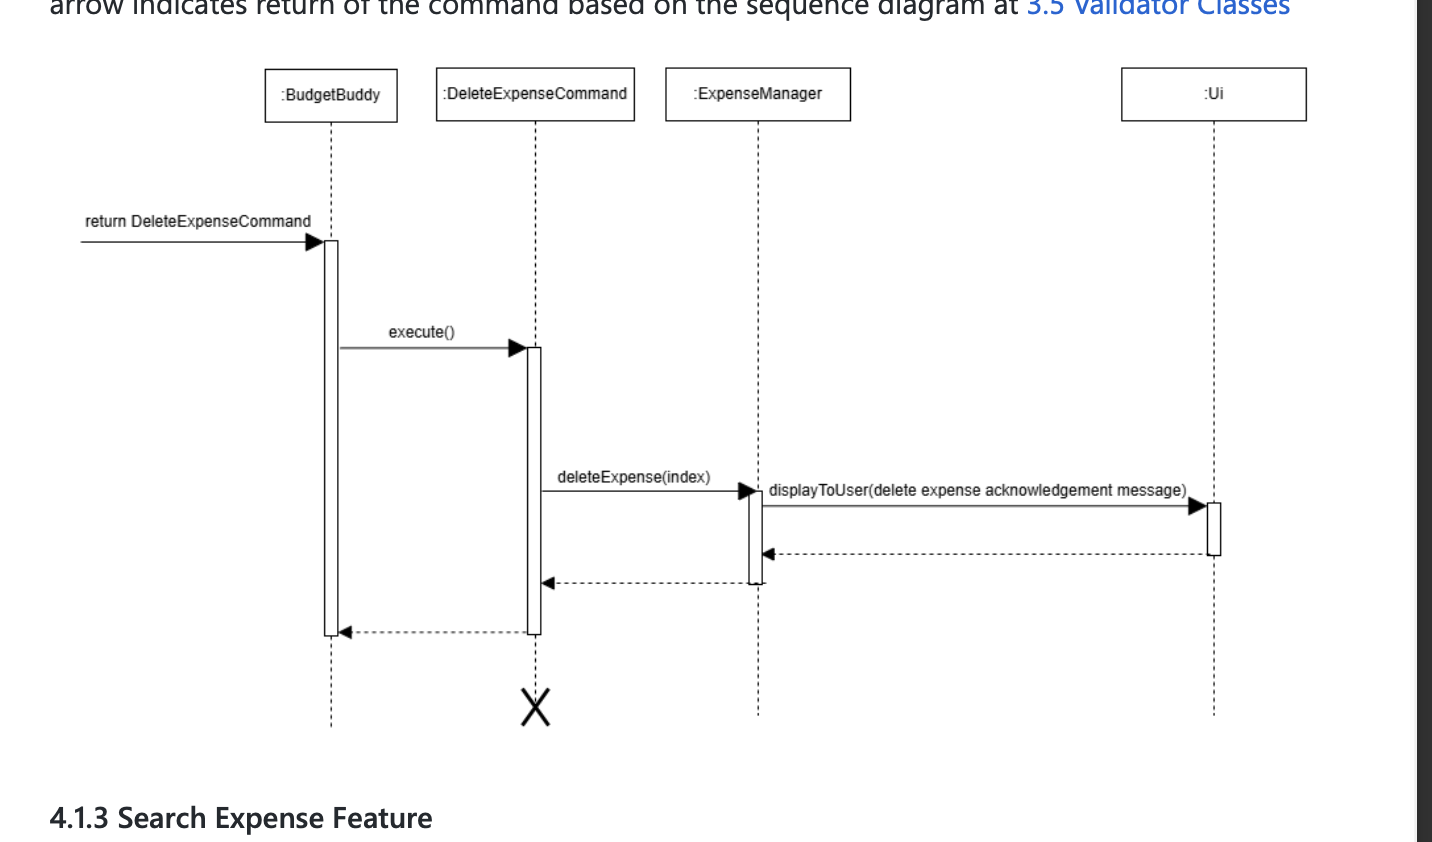 arrow indicates return of the command based on the sequence diagram at 3.5 Validator Classes
:BudgetBuddy
:DeleteExpenseCommand
:ExpenseManager
:Ui
return DeleteExpenseCommand
execute()
deleteExpense(index)
displayToUser(delete expense acknowledgement message)
4.1.3 Search Expense Feature